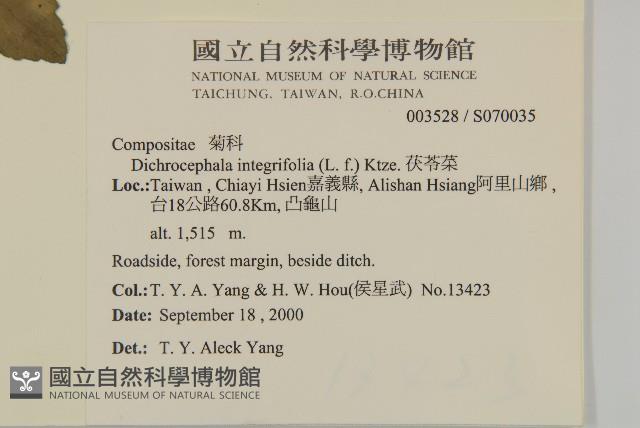 國立自然科學博物館
NATIONAL MUSEUM OF NATURAL SCIENCE
TAICHUNG, TAIWAN, R.O.CHINA
003528 / S070035
Compositae 菊科
Dichrocephala integrifolia (L. f.) Ktze. 茯苓菜
Loc.:Taiwan , Chiayi Hsien嘉義縣, Alishan Hsiang阿里山鄉 ,
台18公路60.8Km, 凸龜山
alt. 1,515 m.
Roadside, forest margin, beside ditch.
Col.: T. Y. A. Yang & H. W. Hou(侯星武) No.13423
Date: September 18 , 2000
Det.: T. Y. Aleck Yang
國立自然科學博物館
NATIONAL MUSEUM OF NATURAL SCIENCE